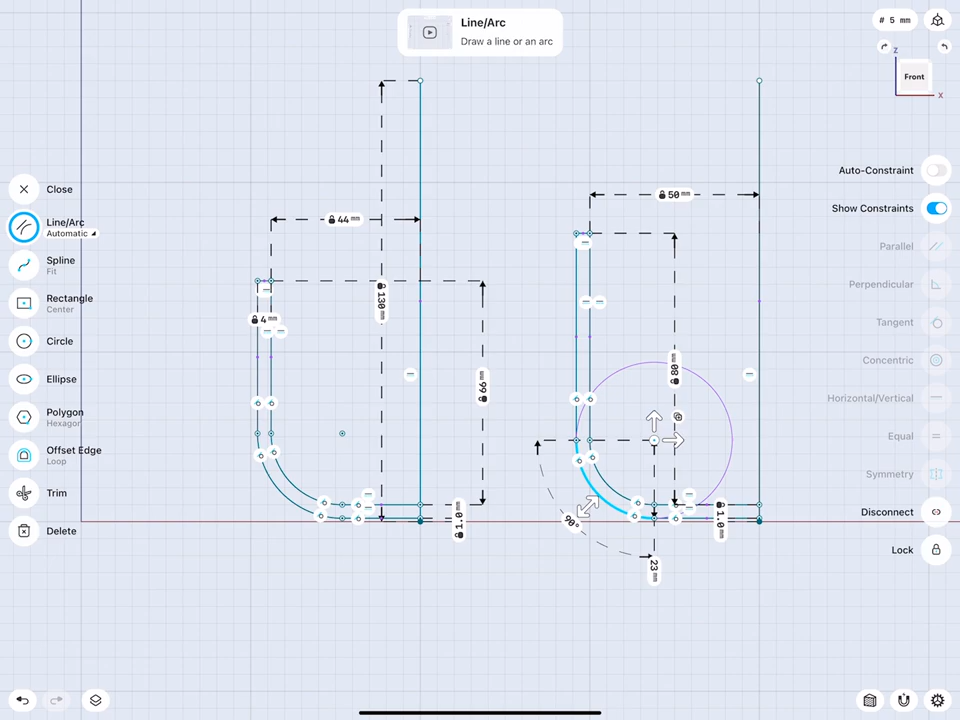 Line/Arc
Draw a line or an arc
# 5 mm
Z
Front
X
Close
Line/Arc
Automatic
Spline
Fit
Rectangle
Center
Circle
Ellipse
Polygon
Hexagon
Offset Edge
Loop
Trim
Delete
Auto-Constraint
Show Constraints
Parallel
Perpendicular
Tangent
Concentric
Horizontal/Vertical
Equal
Symmetry
Disconnect
Lock
44 mm
50 mm
130 mm
4 mm
66 mm
80 mm
1.0 mm
1.0 mm
90°
23 mm